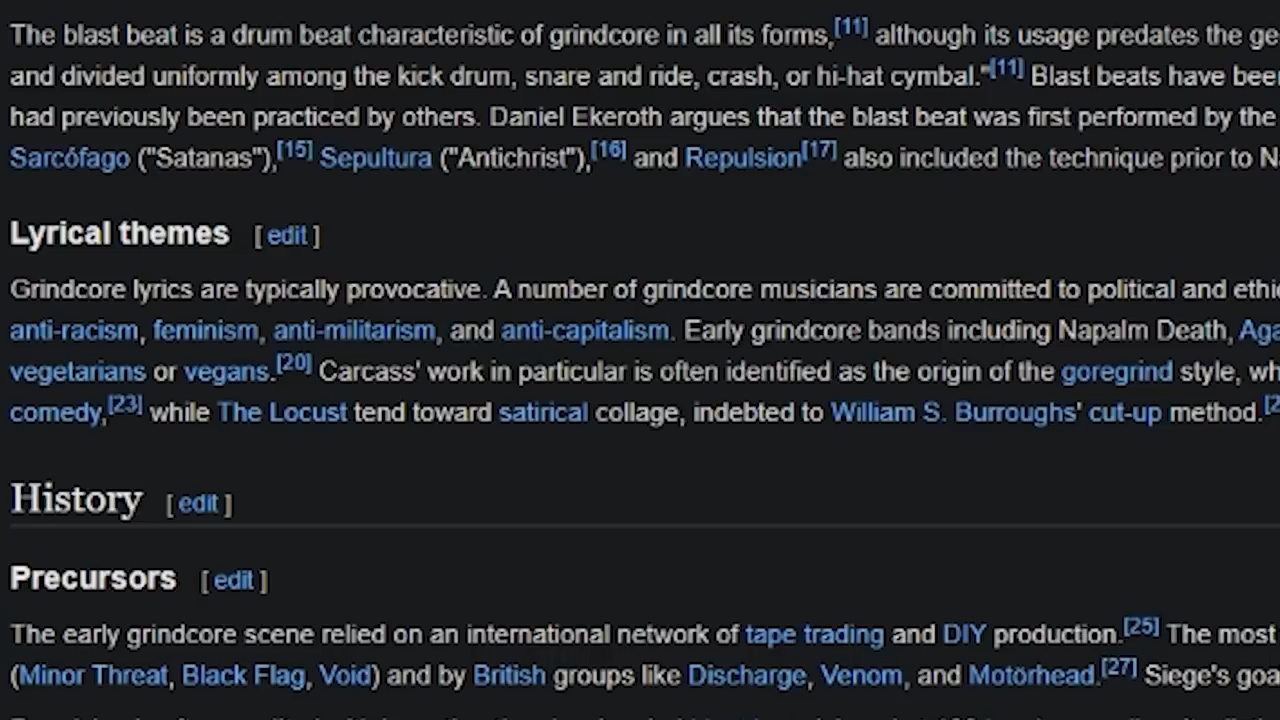 The blast beat is a drum beat characteristic of grindcore in all its forms,[11] although its usage predates the ge
and divided uniformly among the kick drum, snare and ride, crash, or hi-hat cymbal."[11] Blast beats have bee
had previously been practiced by others. Daniel Ekeroth argues that the blast beat was first performed by the
Sarcófago ("Satanas"),[15] Sepultura ("Antichrist"),[16] and Repulsion[17] also included the technique prior to N
Lyrical themes [ edit ]
Grindcore lyrics are typically provocative. A number of grindcore musicians are committed to political and ethi
anti-racism, feminism, anti-militarism, and anti-capitalism. Early grindcore bands including Napalm Death, Aga
vegetarians or vegans.[20] Carcass' work in particular is often identified as the origin of the goregrind style, wh
comedy,[23] while The Locust tend toward satirical collage, indebted to William S. Burroughs' cut-up method.[2
History [ edit ]
Precursors [ edit ]
The early grindcore scene relied on an international network of tape trading and DIY production.[25] The most
(Minor Threat, Black Flag, Void) and by British groups like Discharge, Venom, and Motörhead.[27] Siege's goa